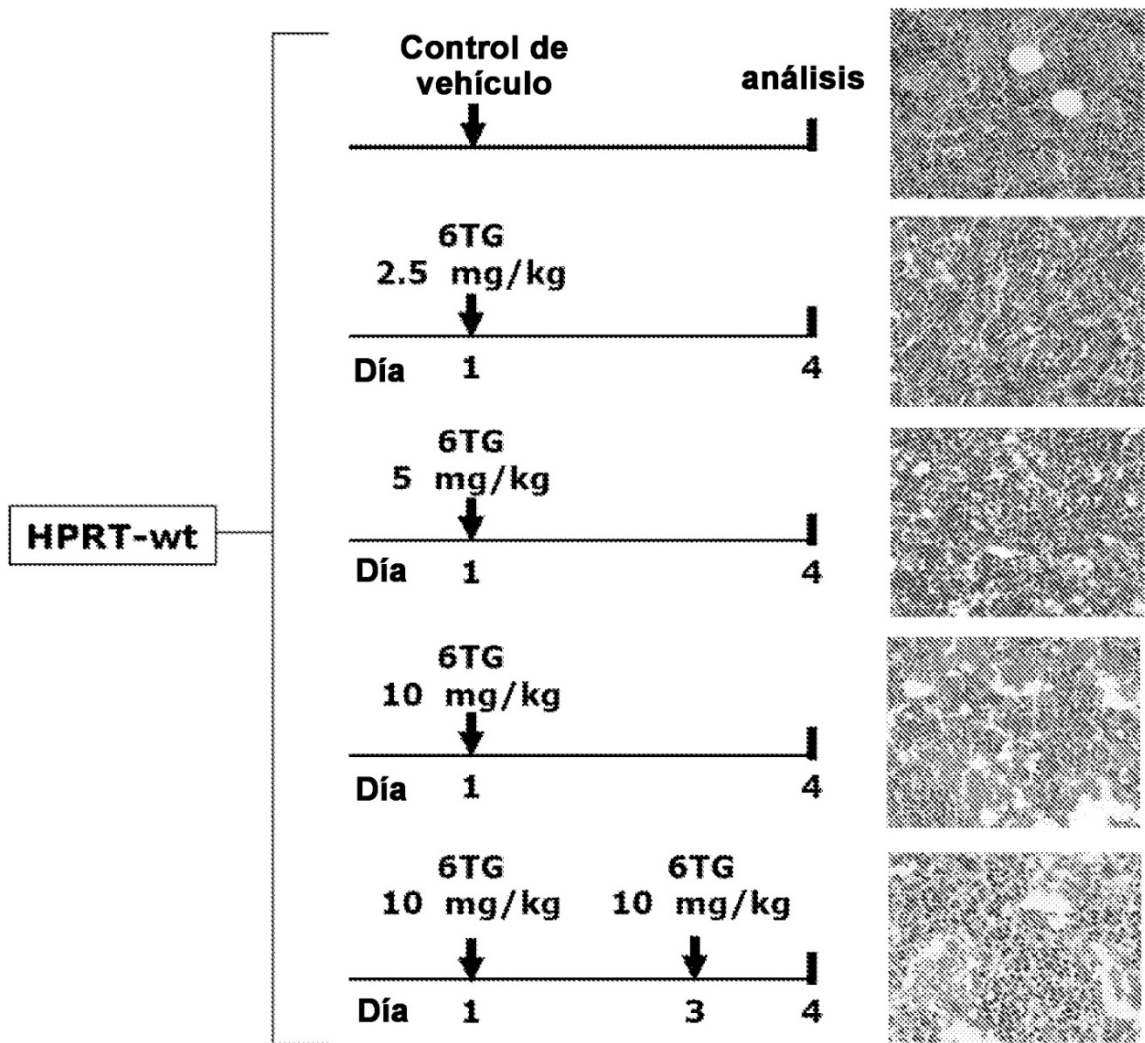 Control de
vehículo
análisis
6TG
2.5 mg/kg
Día 1 4
6TG
5 mg/kg
Día 1 4
HPRT-wt
6TG
10 mg/kg
Día 1 4
6TG 6TG
10 mg/kg 10 mg/kg
Día 1 3 4